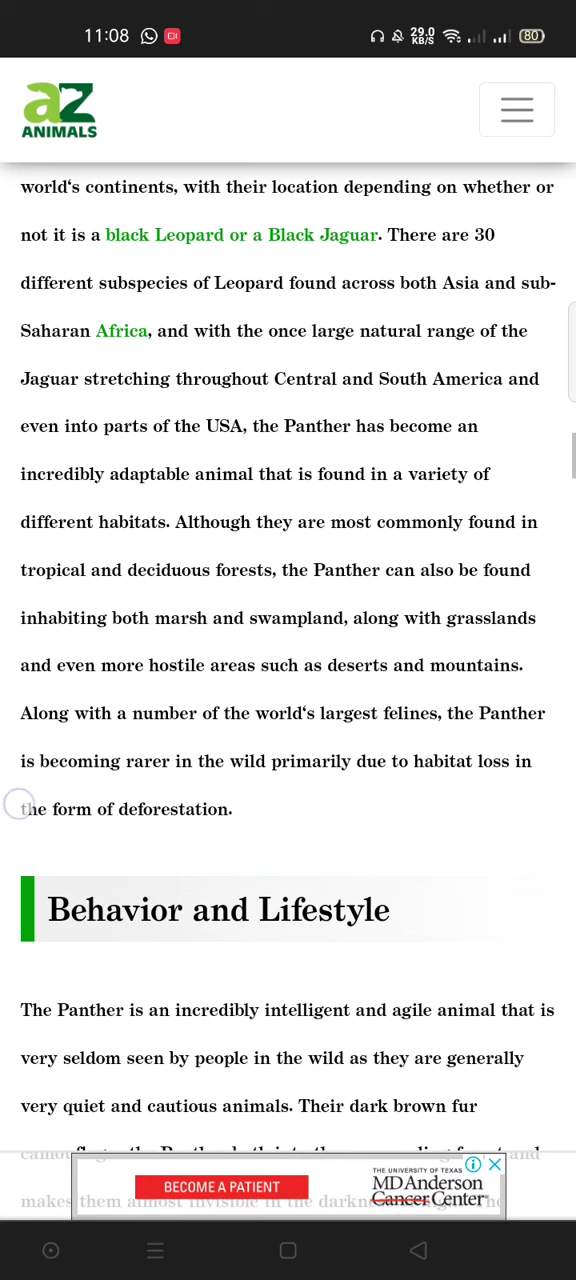 11:08
29.0
KB/S
80
az
ANIMALS
world‘s continents, with their location depending on whether or
not it is a black Leopard or a Black Jaguar. There are 30
different subspecies of Leopard found across both Asia and sub-
Saharan Africa, and with the once large natural range of the
Jaguar stretching throughout Central and South America and
even into parts of the USA, the Panther has become an
incredibly adaptable animal that is found in a variety of
different habitats. Although they are most commonly found in
tropical and deciduous forests, the Panther can also be found
inhabiting both marsh and swampland, along with grasslands
and even more hostile areas such as deserts and mountains.
Along with a number of the world‘s largest felines, the Panther
is becoming rarer in the wild primarily due to habitat loss in
the form of deforestation.
Behavior and Lifestyle
The Panther is an incredibly intelligent and agile animal that is
very seldom seen by people in the wild as they are generally
very quiet and cautious animals. Their dark brown fur
and
BECOME A PATIENT
THE UNIVERSITY OF TEXAS
MD Anderson
Cancer Center
makes them almost invisible in the